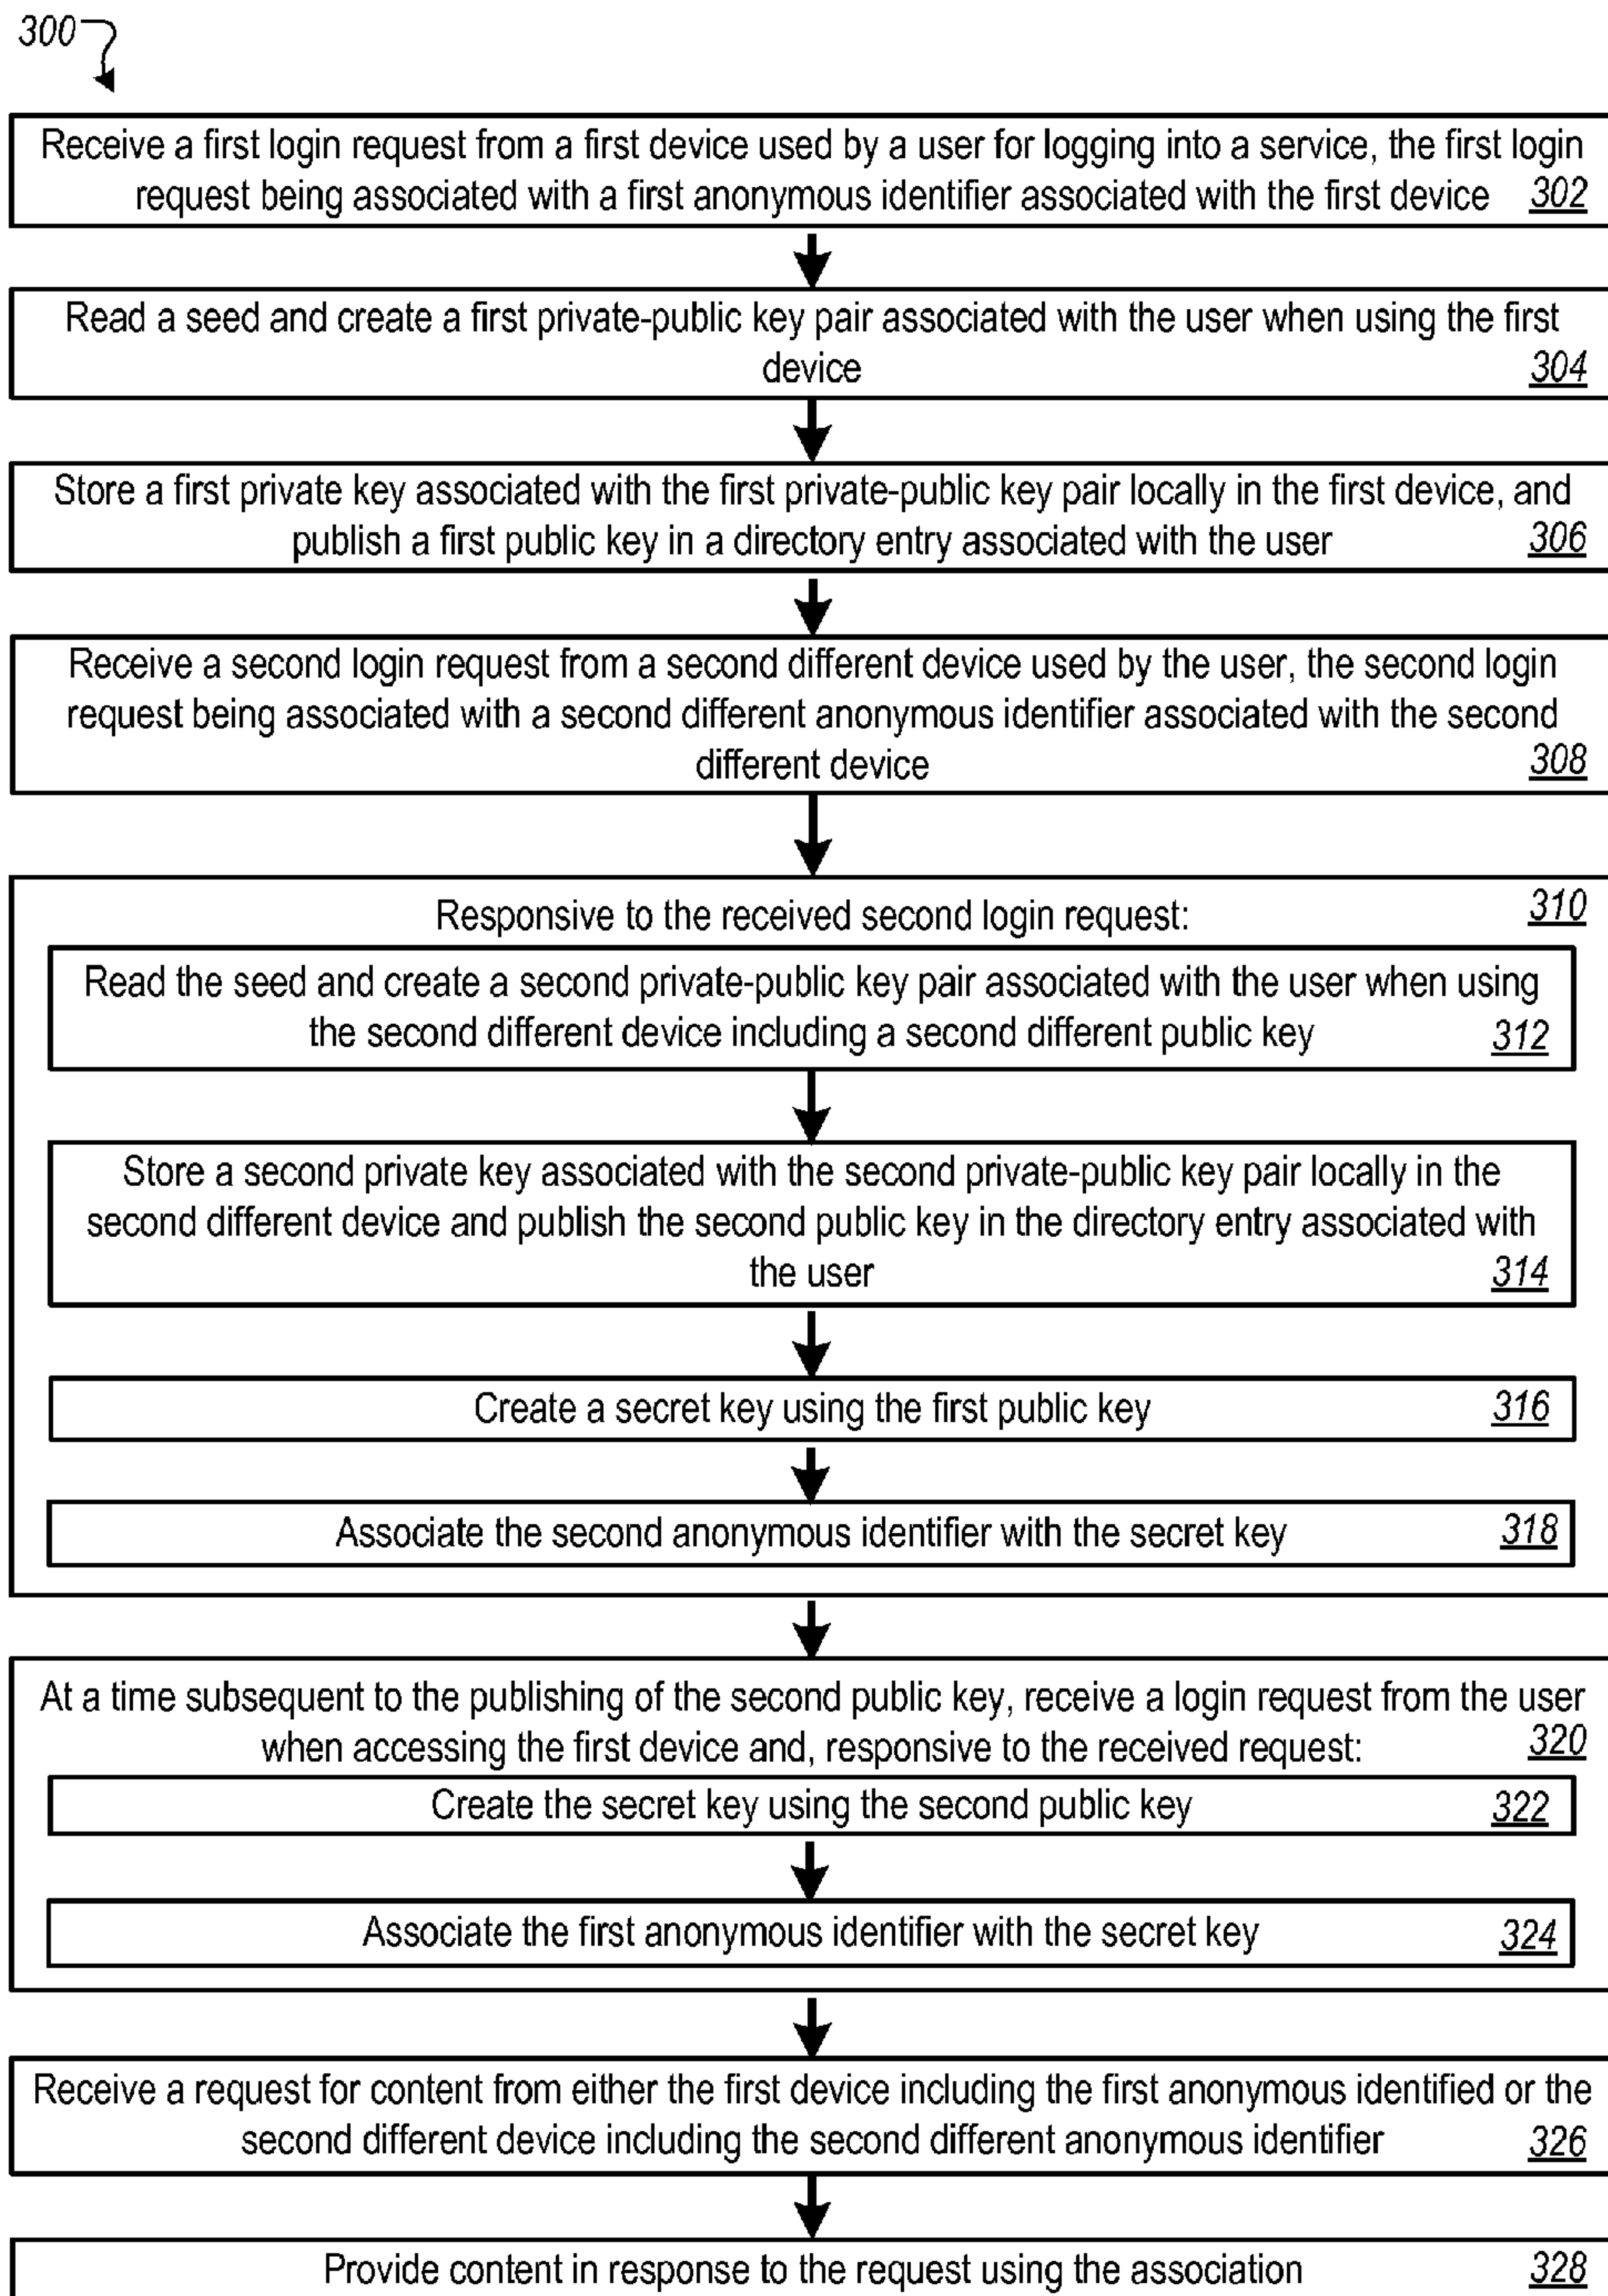 300
Receive a first login request from a first device used by a user for logging into a service, the first login
request being associated with a first anonymous identifier associated with the first device 302
Read a seed and create a first private-public key pair associated with the user when using the first
device 304
Store a first private key associated with the first private-public key pair locally in the first device, and
publish a first public key in a directory entry associated with the user 306
Receive a second login request from a second different device used by the user, the second login
request being associated with a second different anonymous identifier associated with the second
different device 308
Responsive to the received second login request: 310
Read the seed and create a second private-public key pair associated with the user when using
the second different device including a second different public key 312
Store a second private key associated with the second private-public key pair locally in the
second different device and publish the second public key in the directory entry associated with
the user 314
Create a secret key using the first public key 316
Associate the second anonymous identifier with the secret key 318
At a time subsequent to the publishing of the second public key, receive a login request from the user
when accessing the first device and, responsive to the received request: 320
Create the secret key using the second public key 322
Associate the first anonymous identifier with the secret key 324
Receive a request for content from either the first device including the first anonymous identified or the
second different device including the second different anonymous identifier 326
Provide content in response to the request using the association 328